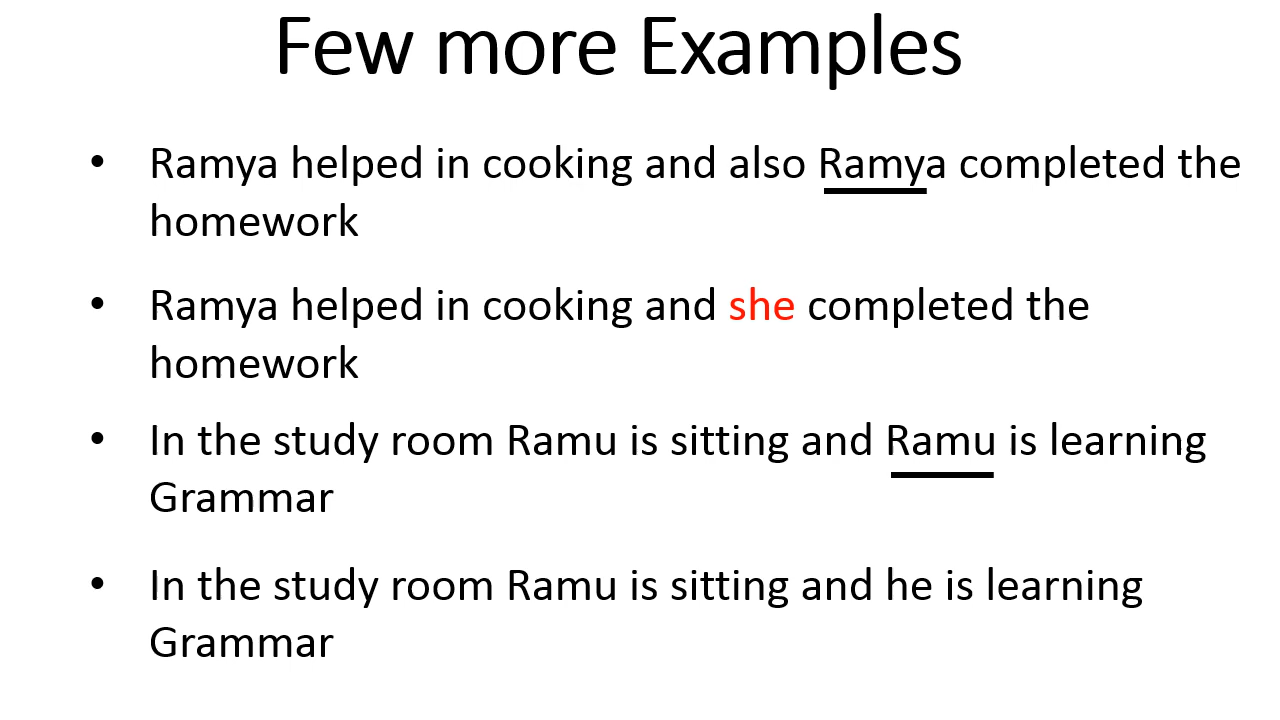 Few more Examples
• Ramya helped in cooking and also Ramya completed the
homework
• Ramya helped in cooking and she completed the
homework
• In the study room Ramu is sitting and Ramu is learning
Grammar
• In the study room Ramu is sitting and he is learning
Grammar